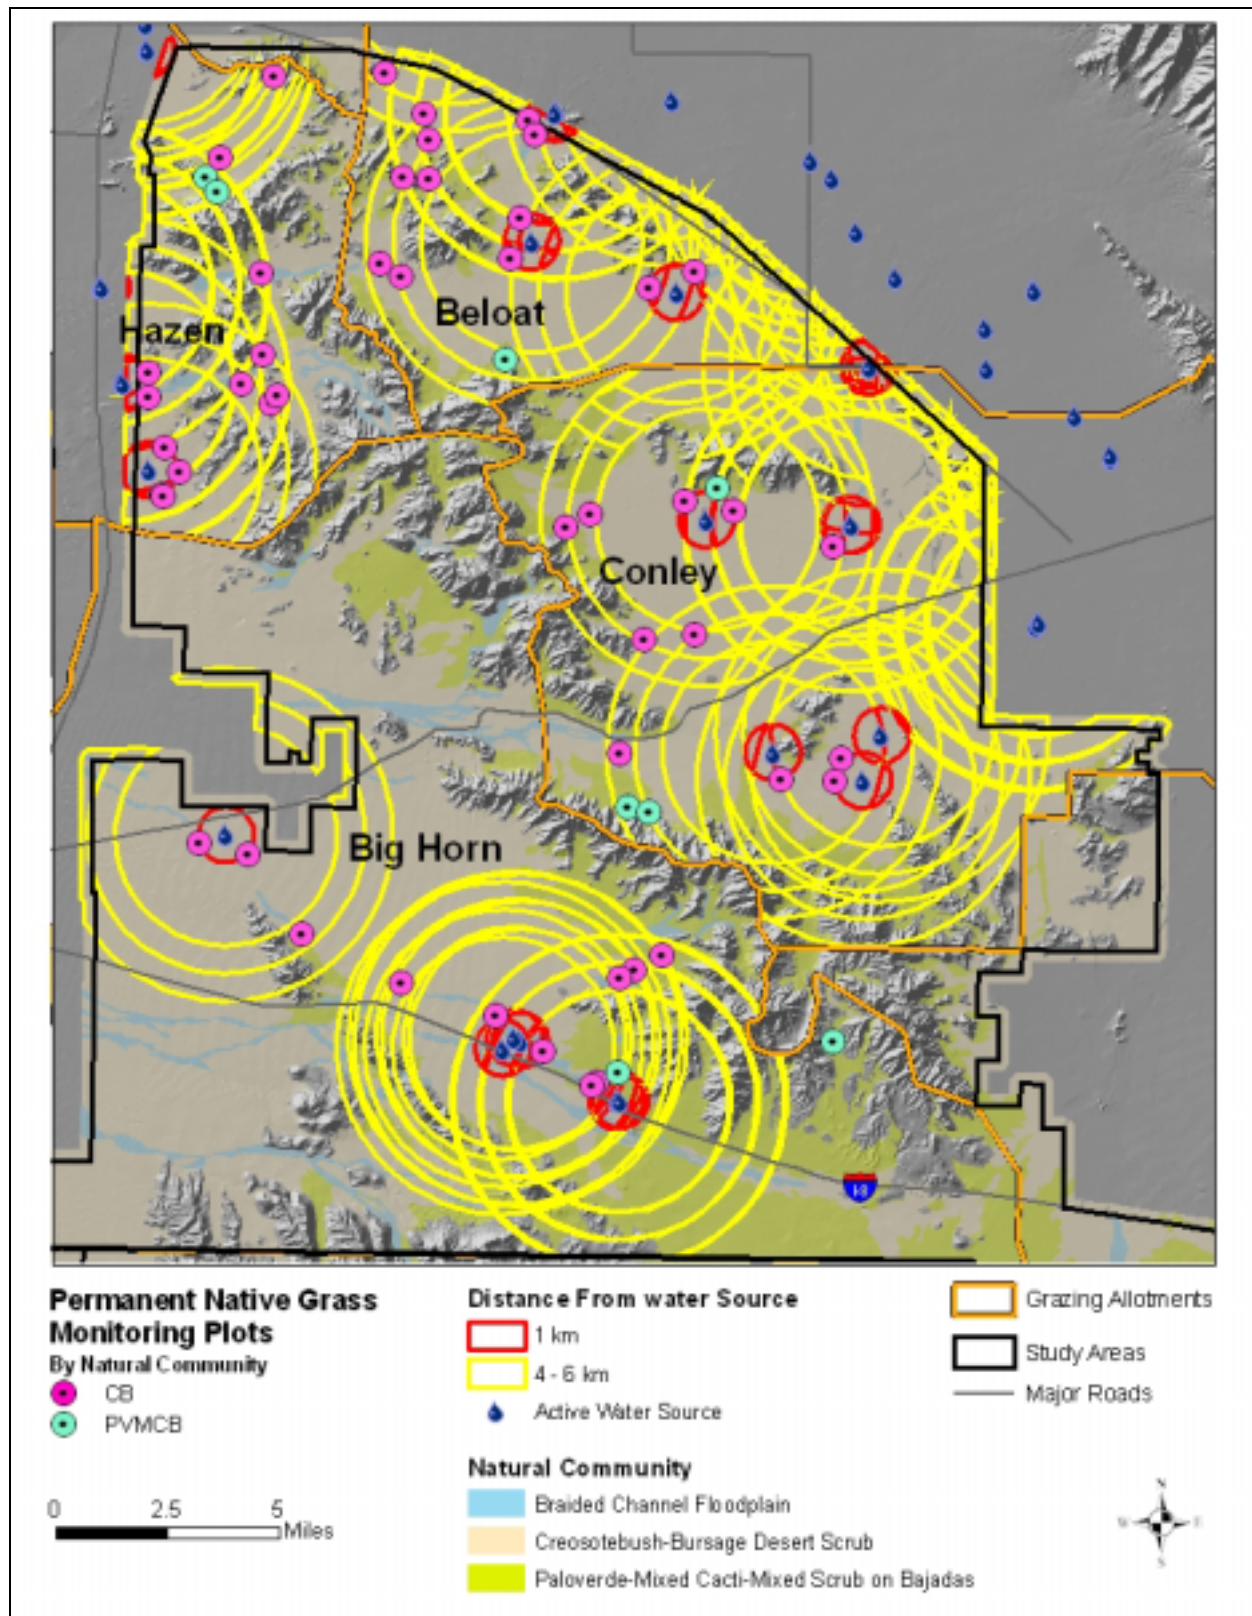 Hazen
Beloat
Conley
Big Horn
Permanent Native Grass
Monitoring Plots
By Natural Community
CB
PVMCB
0 2.5 5
Miles
Distance From water Source
1 km
4 - 6 km
Active Water Source
Natural Community
Braided Channel Floodplain
Creosotebush-Bursage Desert Scrub
Paloverde-Mixed Cacti-Mixed Scrub on Bajadas
Grazing Allotments
Study Areas
Major Roads
N
W E
S